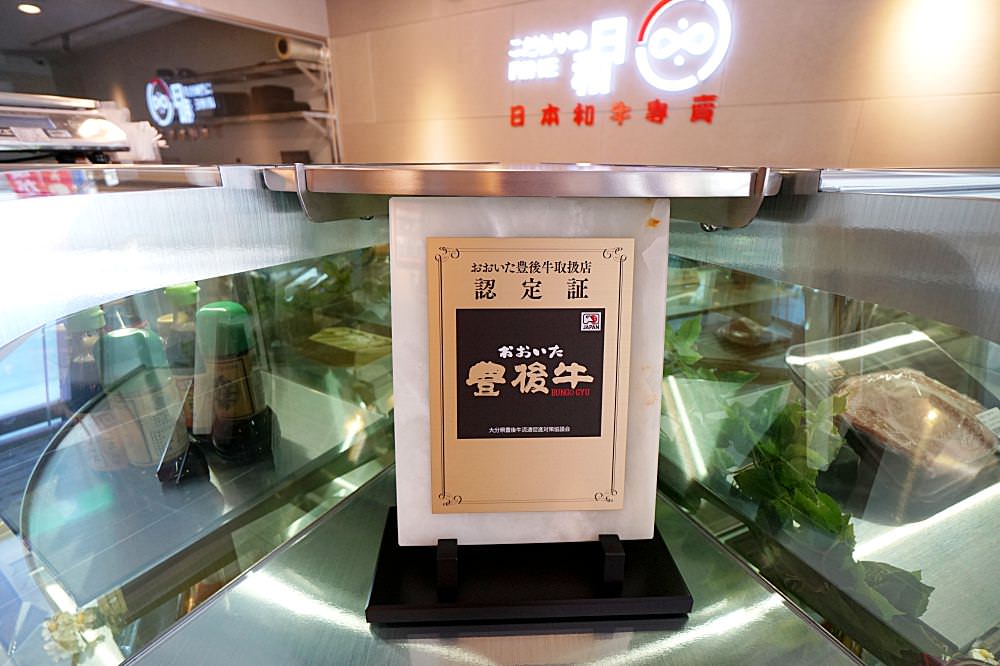 こだわりの
日和
日本和牛專賣
おおいた豊後牛取扱店
認定証
JAPAN
おおいた
豊後牛
BUNGO GYU
大分県豊後牛流通促進対策協議会